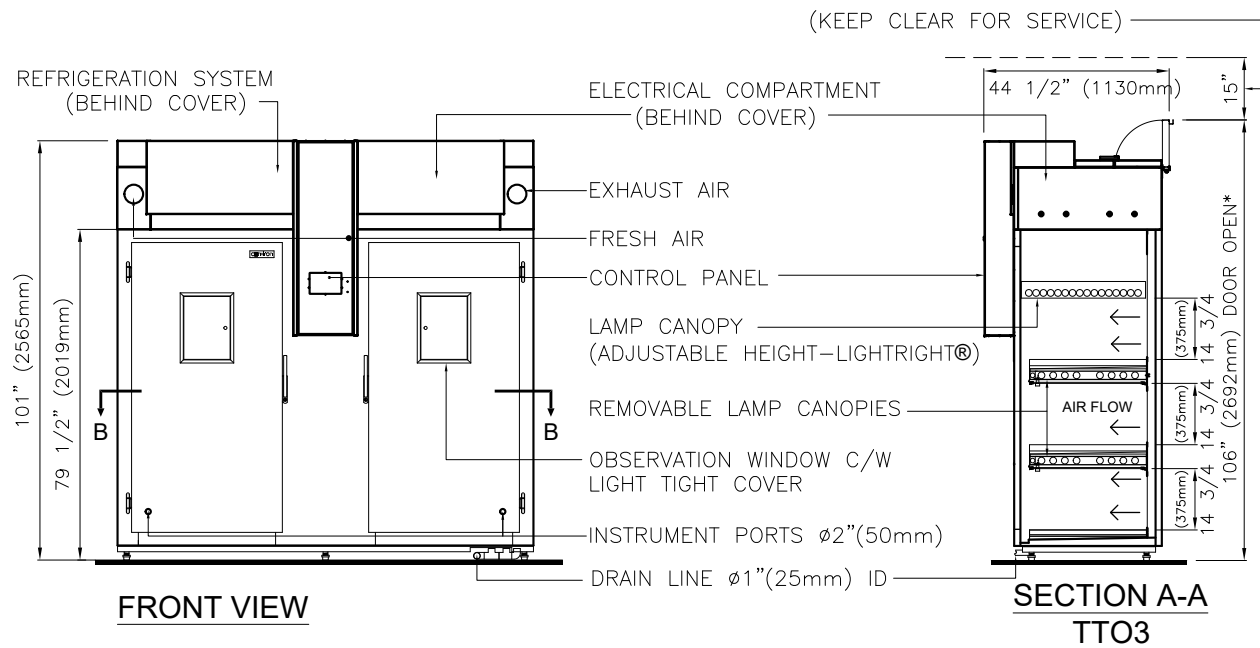 (KEEP CLEAR FOR SERVICE)
REFRIGERATION SYSTEM
(BEHIND COVER)
ELECTRICAL COMPARTMENT
(BEHIND COVER)
44 1/2" (1130mm)
15"
EXHAUST AIR
FRESH AIR
CONTROL PANEL
LAMP CANOPY
(ADJUSTABLE HEIGHT-LIGHTRIGHT®)
REMOVABLE LAMP CANOPIES
OBSERVATION WINDOW C/W
LIGHT TIGHT COVER
INSTRUMENT PORTS ø2"(50mm)
DRAIN LINE ø1"(25mm) ID
101" (2565mm)
79 1/2" (2019mm)
B
B
conviron
AIR FLOW
14 3/4
(375mm)
14 3/4
(375mm)
14 3/4
(375mm)
106" (2692mm) DOOR OPEN*
FRONT VIEW
SECTION A-A
TTO3